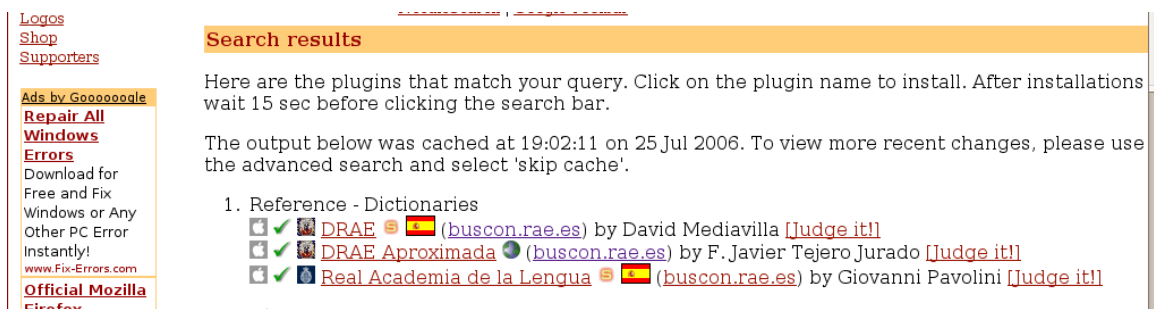 Logos
Shop
Supporters
Ads by Goooooogle
Repair All
Windows
Errors
Download for
Free and Fix
Windows or Any
Other PC Error
Instantly!
www.Fix-Errors.com
Official Mozilla
Search results
Here are the plugins that match your query. Click on the plugin name to install. After installations
wait 15 sec before clicking the search bar.
The output below was cached at 19:02:11 on 25 Jul 2006. To view more recent changes, please use
the advanced search and select 'skip cache'.
1. Reference - Dictionaries
DRAE S (buscon.rae.es) by David Mediavilla [Judge it!]
DRAE Aproximada (buscon.rae.es) by F. Javier Tejero Jurado [Judge it!]
Real Academia de la Lengua S (buscon.rae.es) by Giovanni Pavolini [Judge it!]